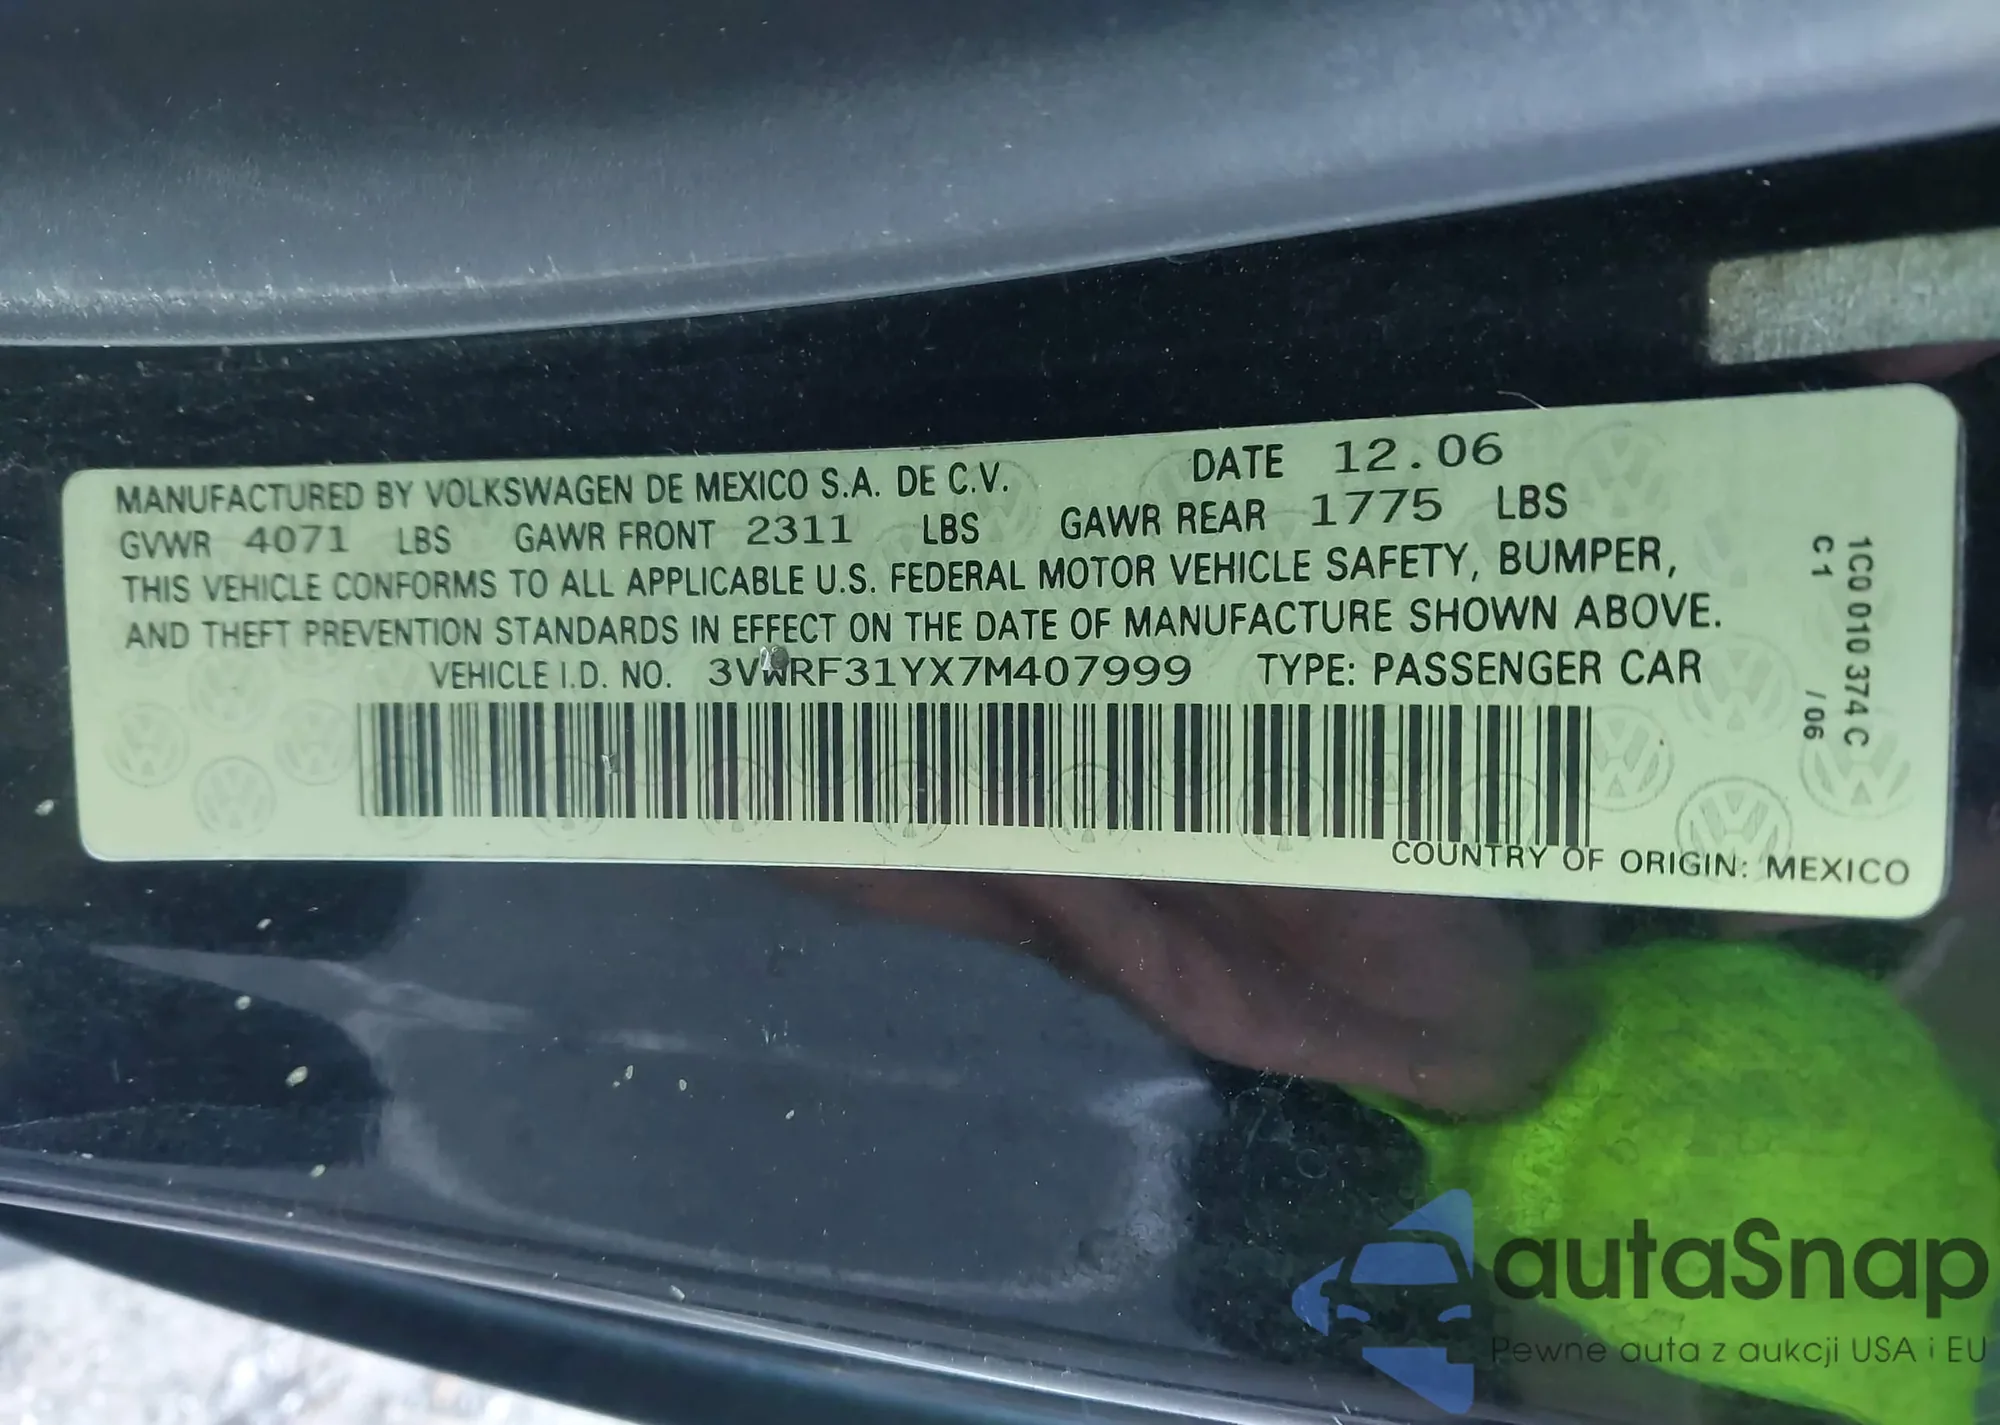 MANUFACTURED BY VOLKSWAGEN DE MEXICO S.A. DE C.V. DATE 12.06
GVWR 4071 LBS GAWR FRONT 2311 LBS GAWR REAR 1775 LBS
THIS VEHICLE CONFORMS TO ALL APPLICABLE U.S. FEDERAL MOTOR VEHICLE SAFETY, BUMPER,
AND THEFT PREVENTION STANDARDS IN EFFECT ON THE DATE OF MANUFACTURE SHOWN ABOVE.
VEHICLE I.D. NO. 3VWRF31YX7M407999 TYPE: PASSENGER CAR
COUNTRY OF ORIGIN: MEXICO
1C0 010 374 C
C1 / 06
autaSnap
Pewne auta z aukcji USA i EU